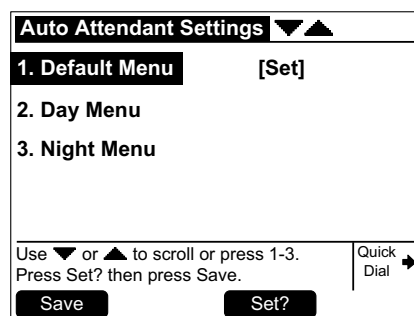 Auto Attendant Settings
1. Default Menu [Set]
2. Day Menu
3. Night Menu
Use ▼ or ▲ to scroll or press 1-3.
Press Set? then press Save.
Quick
Dial
Save Set?